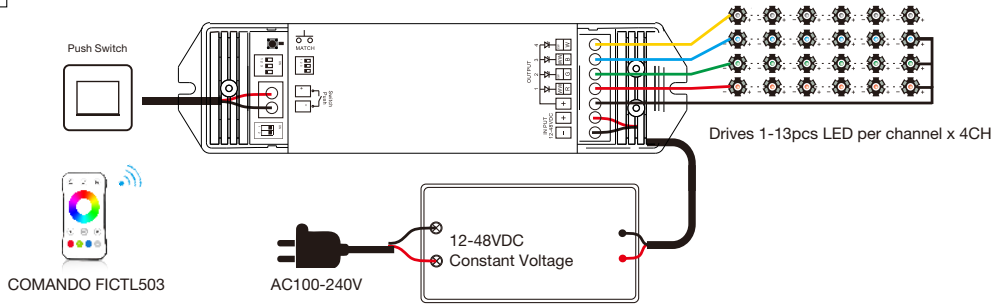 Push Switch
MATCH
Push
Switch
OUTPUT
4
3
2
1
W
B
G
R
+
+
−
INPUT
12-48VDC
Drives 1-13pcs LED per channel x 4CH
12-48VDC
Constant Voltage
COMANDO FICTL503
AC100-240V